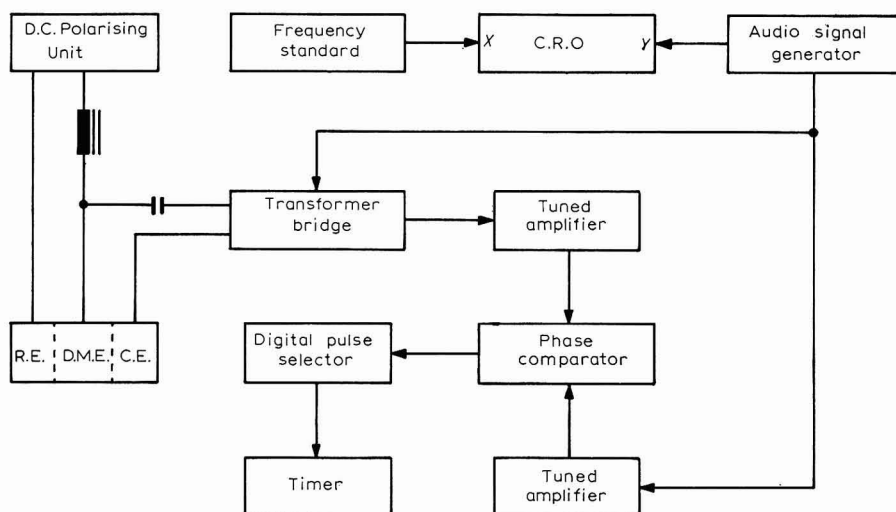 D.C. Polarising
Unit
Frequency
standard
X
C.R.O
Y
Audio signal
generator
Transformer
bridge
Tuned
amplifier
R.E.
D.M.E.
C.E.
Digital pulse
selector
Phase
comparator
Timer
Tuned
amplifier